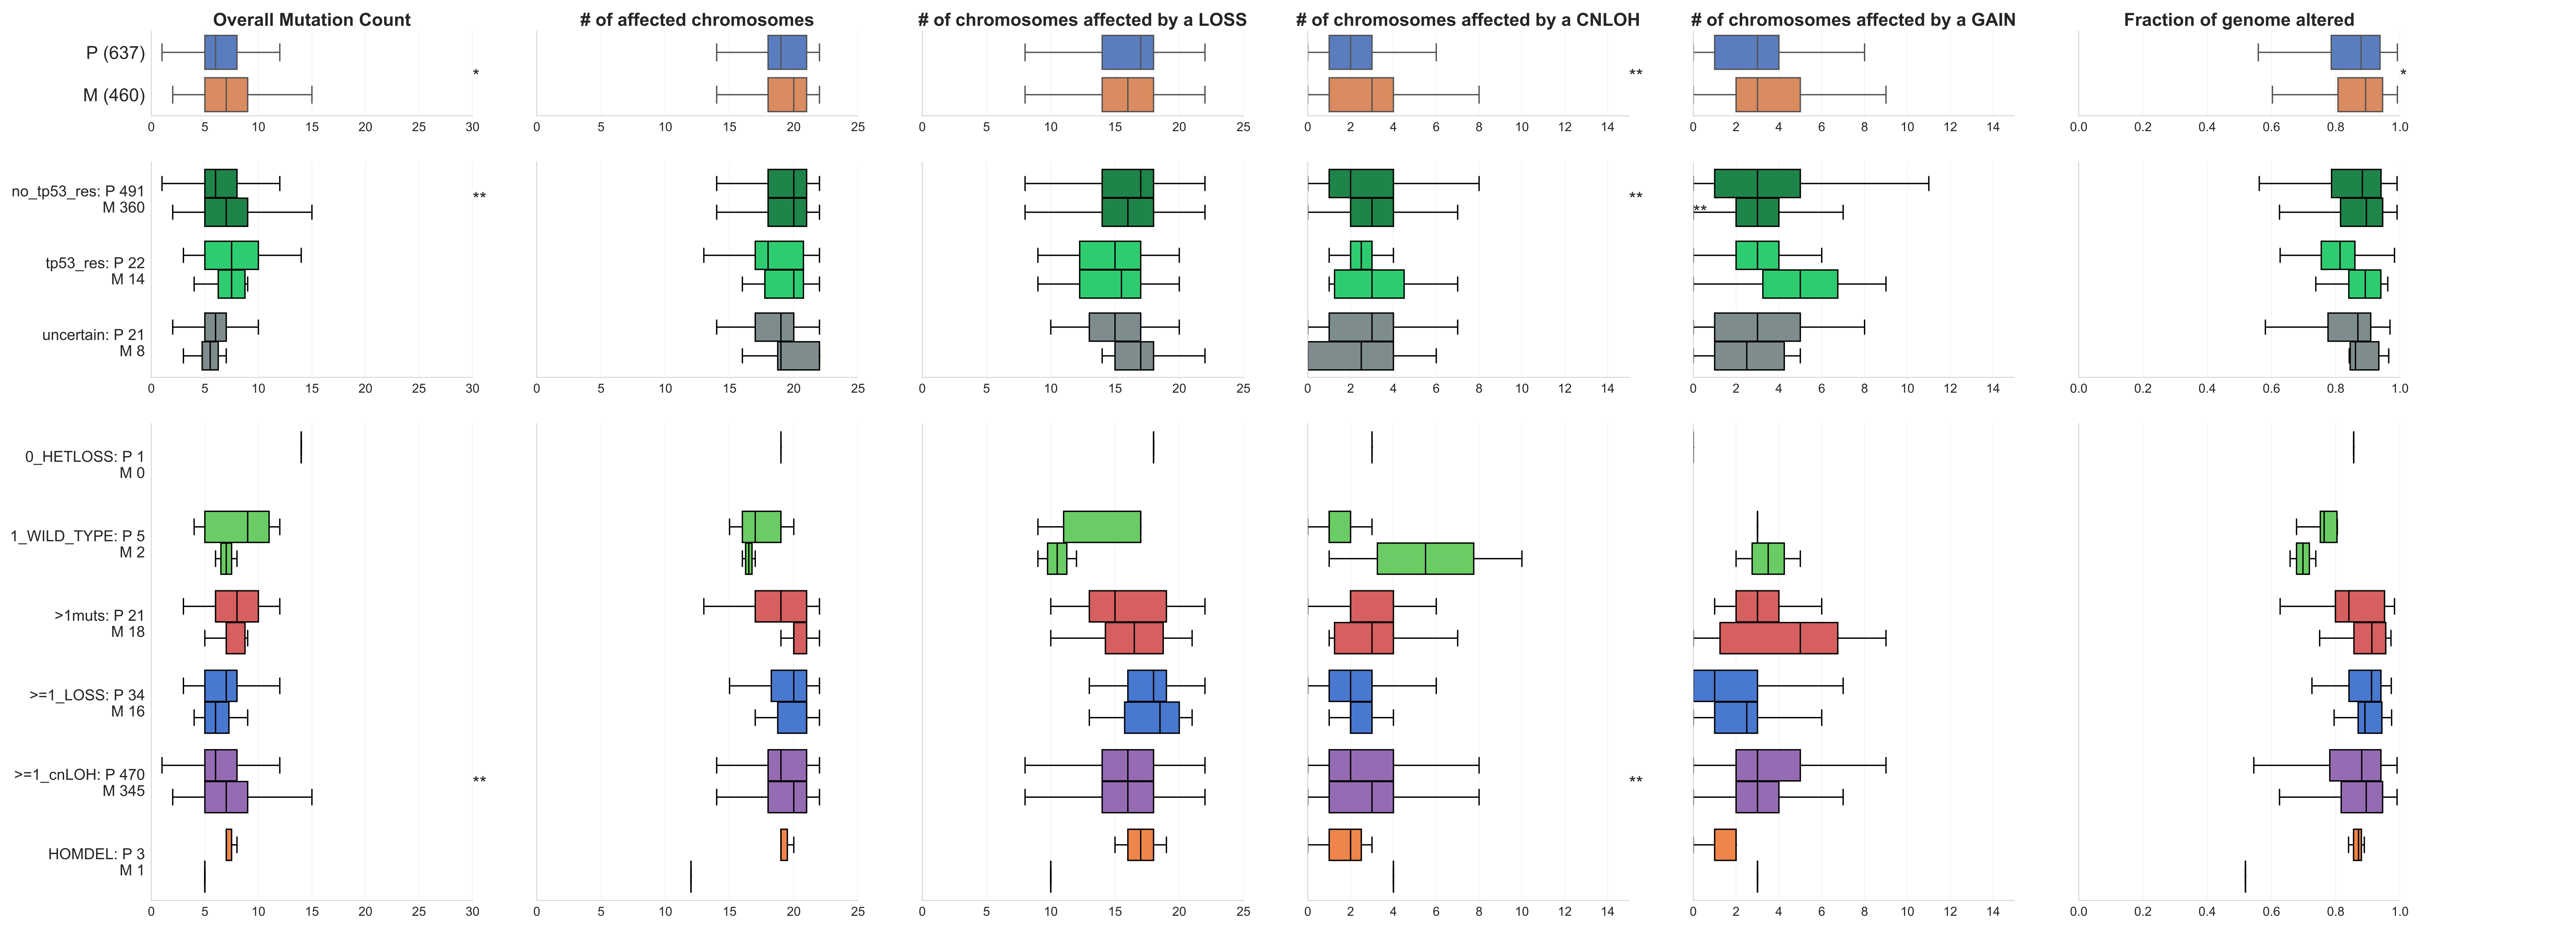 Overall Mutation Count
# of affected chromosomes
# of chromosomes affected by a LOSS
# of chromosomes affected by a CNLOH
# of chromosomes affected by a GAIN
Fraction of genome altered
P (637)
M (460)
*
**
*
0 5 10 15 20 25 30
0 5 10 15 20 25
0 5 10 15 20 25
0 2 4 6 8 10 12 14
0 2 4 6 8 10 12 14
0.0 0.2 0.4 0.6 0.8 1.0
no_tp53_res: P 491
M 360
**
**
**
tp53_res: P 22
M 14
uncertain: P 21
M 8
0 5 10 15 20 25 30
0 5 10 15 20 25
0 5 10 15 20 25
0 2 4 6 8 10 12 14
0 2 4 6 8 10 12 14
0.0 0.2 0.4 0.6 0.8 1.0
0_HETLOSS: P 1
M 0
1_WILD_TYPE: P 5
M 2
>1muts: P 21
M 18
>=1_LOSS: P 34
M 16
>=1_cnLOH: P 470
M 345
**
**
HOMDEL: P 3
M 1
0 5 10 15 20 25 30
0 5 10 15 20 25
0 5 10 15 20 25
0 2 4 6 8 10 12 14
0 2 4 6 8 10 12 14
0.0 0.2 0.4 0.6 0.8 1.0